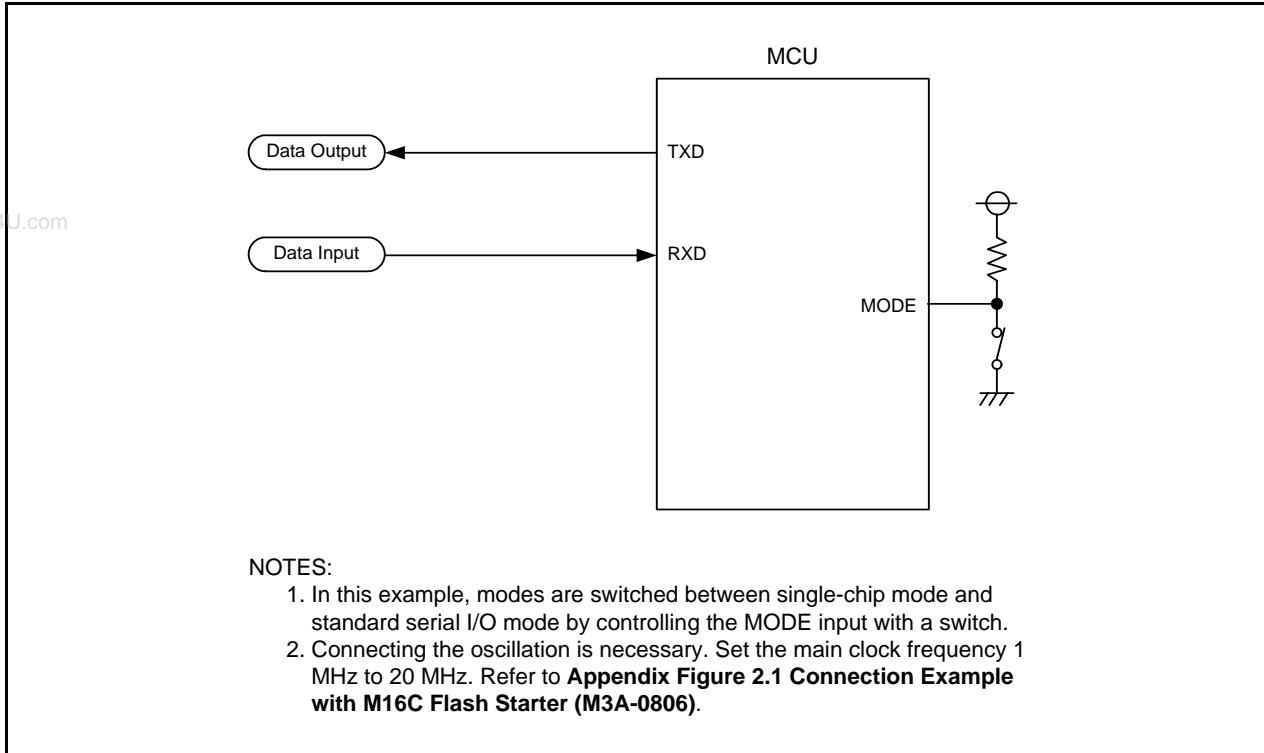 MCU
Data Output
TXD
4U.com
Data Input
RXD
MODE
NOTES:
1. In this example, modes are switched between single-chip mode and
standard serial I/O mode by controlling the MODE input with a switch.
2. Connecting the oscillation is necessary. Set the main clock frequency 1
MHz to 20 MHz. Refer to Appendix Figure 2.1 Connection Example
with M16C Flash Starter (M3A-0806).